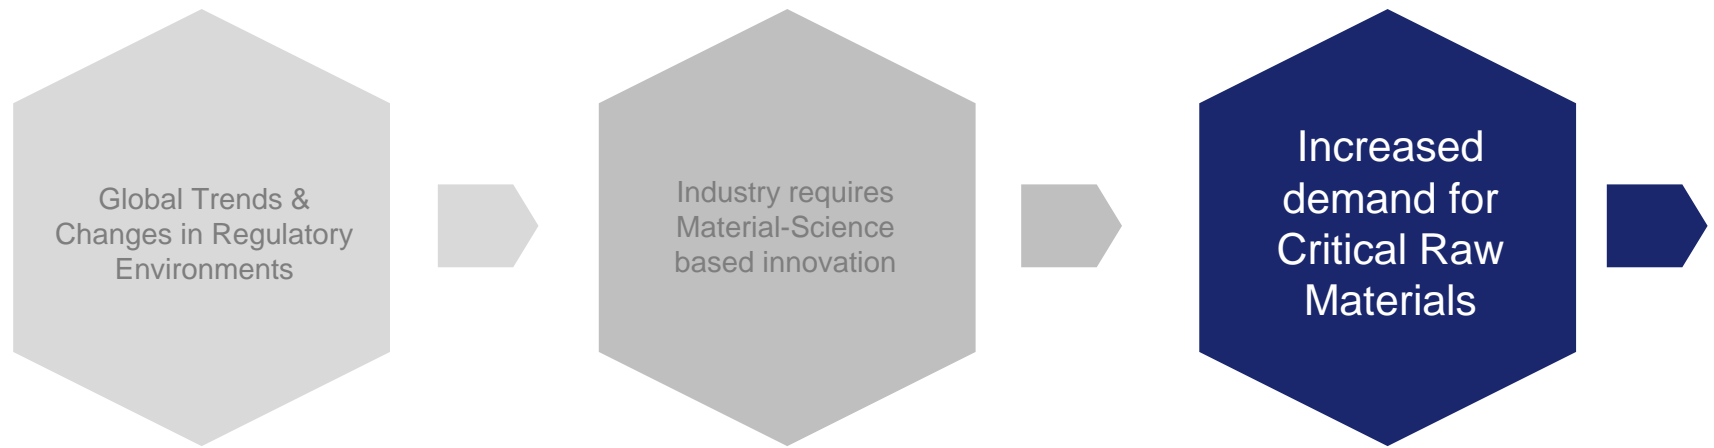 Global Trends &
Changes in Regulatory
Environments
Industry requires
Material-Science
based innovation
Increased
demand for
Critical Raw
Materials